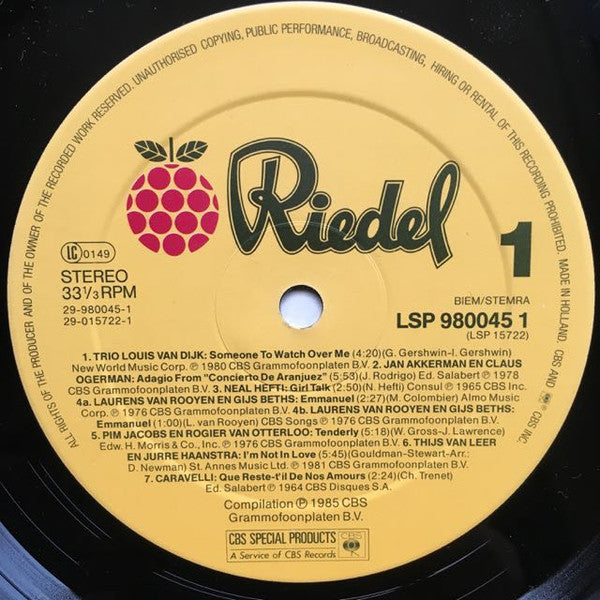 ALL RIGHTS OF THE PRODUCER AND OF THE OWNER OF THE RECORDED WORK RESERVED. UNAUTHORISED COPYING, PUBLIC PERFORMANCE, BROADCASTING, HIRING OR RENTAL OF THIS RECORDING PROHIBITED. MADE IN HOLLAND. CBS AND CBS INC
Riedel
1
LC 0149
STEREO
33 1/3 RPM
29-980045-1
29-015722-1
BIEM/STEMRA
LSP 980045 1
(LSP 15722)
1. TRIO LOUIS VAN DIJK: Someone To Watch Over Me (4:20)(G. Gershwin-I. Gershwin)
New World Music Corp. ℗ 1980 CBS Grammofoonplaten B.V. 2. JAN AKKERMAN EN CLAUS
OGERMAN: Adagio From "Concierto De Aranjuez" (5:58)(J. Rodrigo) Ed. Salabert ℗ 1978
CBS Grammofoonplaten B.V. 3. NEAL HEFTI: Girl Talk (2:50)(N. Hefti) Consul ℗ 1965 CBS Inc.
4a. LAURENS VAN ROOYEN EN GIJS BETHS: Emmanuel (2:27)(M. Colombier) Almo Music
Corp. ℗ 1976 CBS Grammofoonplaten B.V. 4b. LAURENS VAN ROOYEN EN GIJS BETHS:
Emmanuel (1:00)(L. van Rooyen) CBS Songs ℗ 1976 CBS Grammofoonplaten B.V.
5. PIM JACOBS EN ROGIER VAN OTTERLOO: Tenderly (5:18)(W. Gross-J. Lawrence)
Edw. H. Morris & Co., Inc. ℗ 1976 CBS Grammofoonplaten B.V. 6. THIJS VAN LEER
EN JURRE HAANSTRA: I'm Not In Love (5:45)(Gouldman-Stewart-Arr.:
D. Newman) St. Annes Music Ltd. ℗ 1981 CBS Grammofoonplaten B.V.
7. CARAVELLI: Que Reste-t'il De Nos Amours (2:24)(Ch. Trenet)
Ed. Salabert ℗ 1964 CBS Disques S.A.
Compilation ℗ 1985 CBS
Grammofoonplaten B.V.
CBS SPECIAL PRODUCTS
A Service of CBS Records
CBS